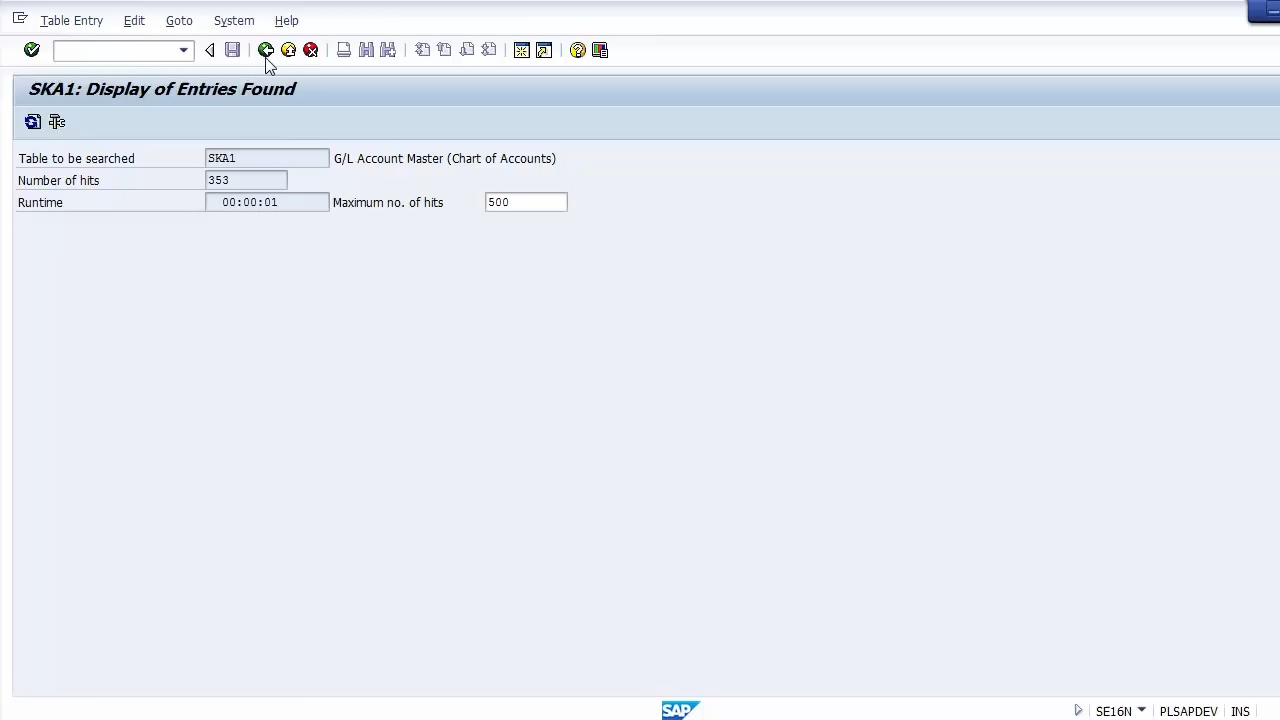 Table Entry Edit Goto System Help
SKA1: Display of Entries Found
Table to be searched SKA1 G/L Account Master (Chart of Accounts)
Number of hits 353
Runtime 00:00:01 Maximum no. of hits 500
SAP SE16N PLSAPDEV INS